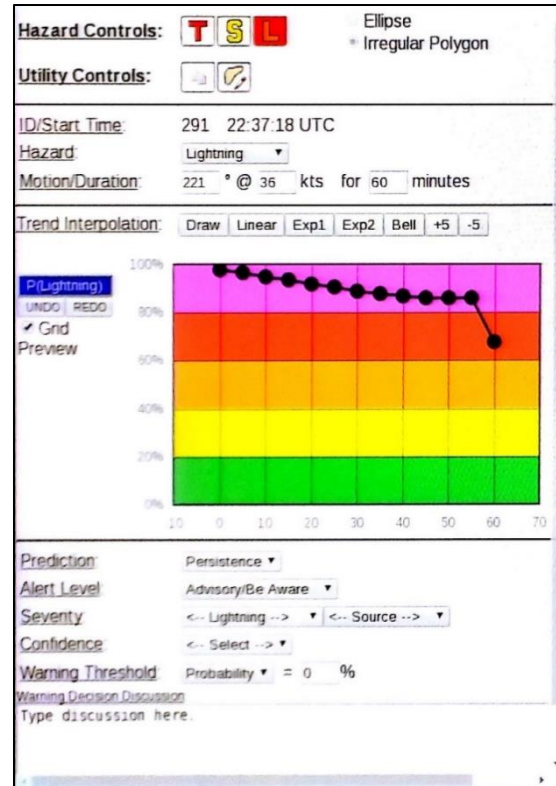 Hazard Controls: T S L Ellipse
Irregular Polygon
Utility Controls:
ID/Start Time: 291 22:37:18 UTC
Hazard: Lightning
Motion/Duration: 221 ° @ 36 kts for 60 minutes
Trend Interpolation: Draw Linear Exp1 Exp2 Bell +5 -5
P(Lightning)
UNDO REDO
Grid
Preview
100%
80%
60%
40%
20%
0%
10 0 10 20 30 40 50 60 70
Prediction: Persistence
Alert Level: Advisory/Be Aware
Severity: <-- Lightning --> <-- Source -->
Confidence: <-- Select -->
Warning Threshold: Probability = 0 %
Warning Decision Discussion
Type discussion here.